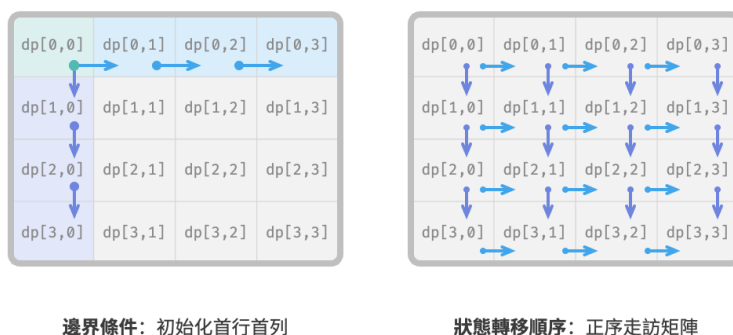 dp[0,0] dp[0,1] dp[0,2] dp[0,3]
dp[1,0] dp[1,1] dp[1,2] dp[1,3]
dp[2,0] dp[2,1] dp[2,2] dp[2,3]
dp[3,0] dp[3,1] dp[3,2] dp[3,3]
邊界條件：初始化首行首列
dp[0,0] dp[0,1] dp[0,2] dp[0,3]
dp[1,0] dp[1,1] dp[1,2] dp[1,3]
dp[2,0] dp[2,1] dp[2,2] dp[2,3]
dp[3,0] dp[3,1] dp[3,2] dp[3,3]
狀態轉移順序：正序走訪矩陣